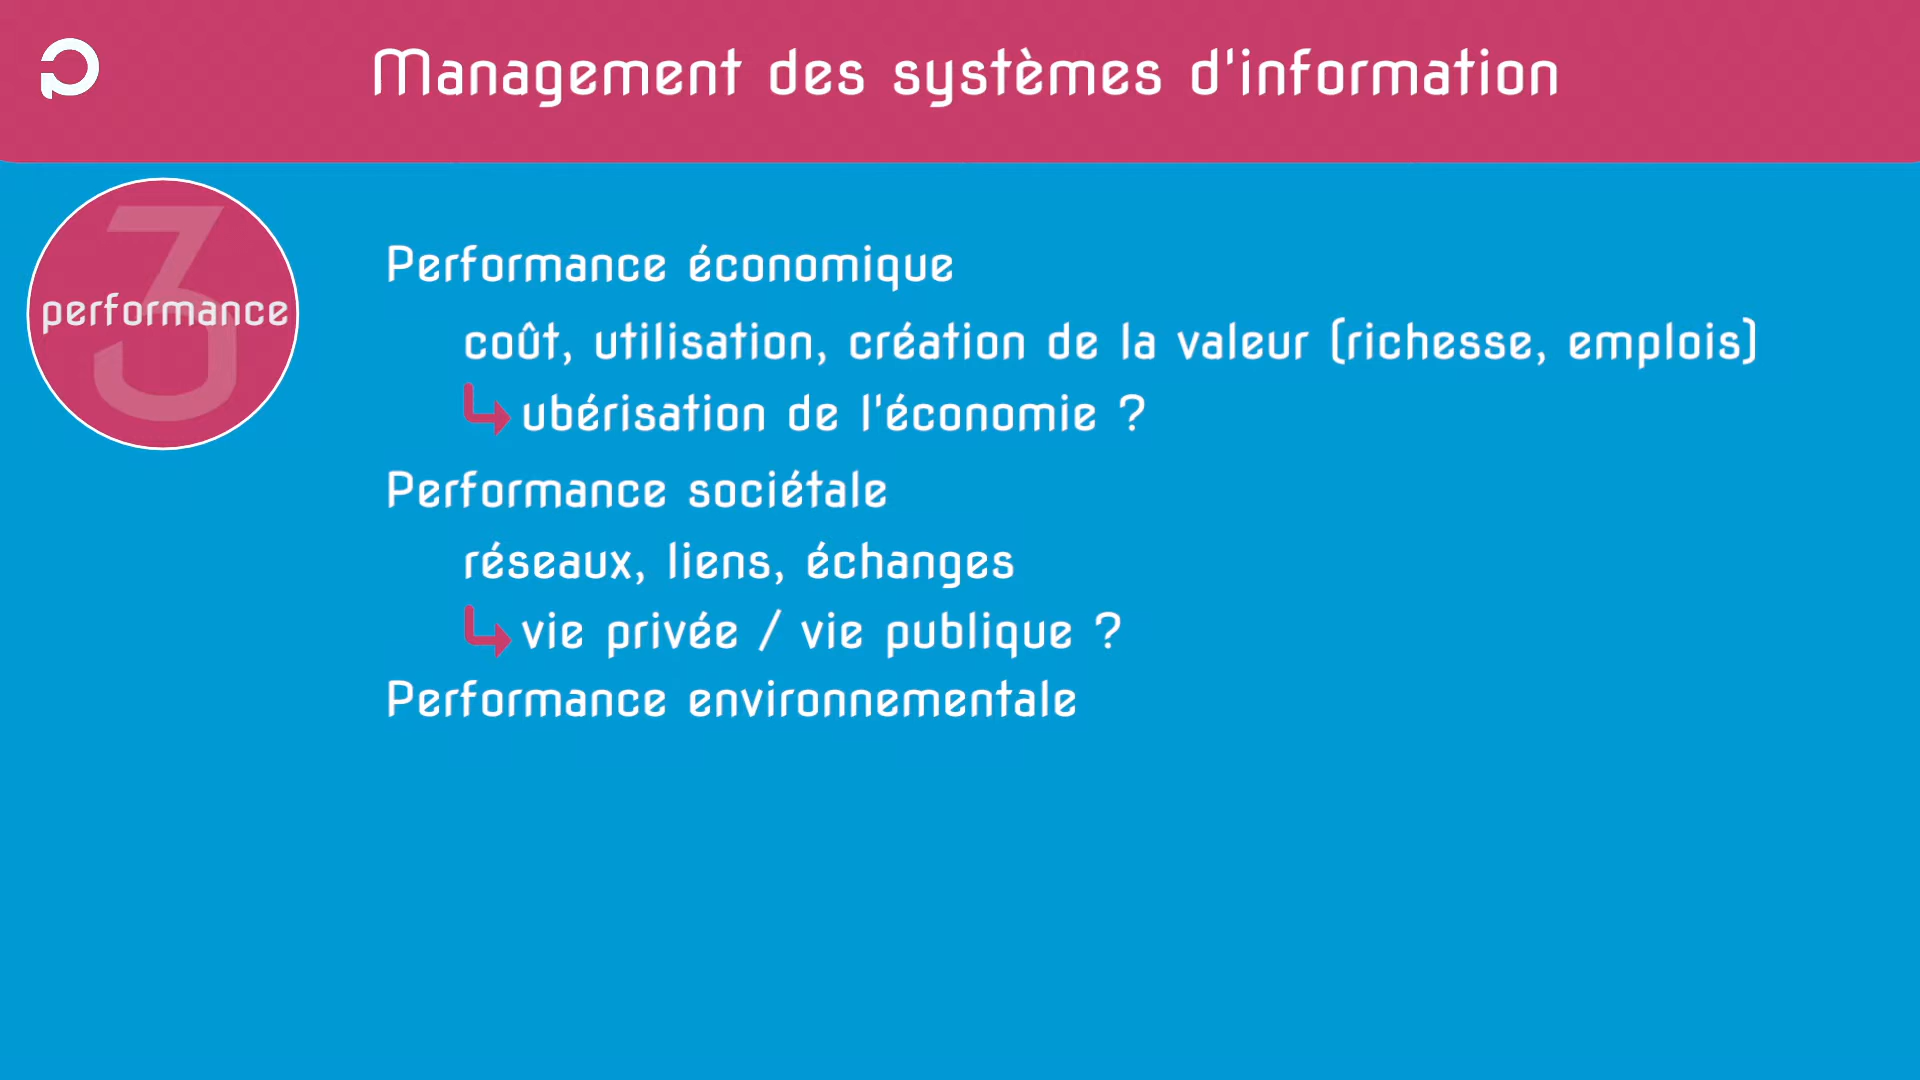 Management des systèmes d'information
3
performance
Performance économique
coût, utilisation, création de la valeur (richesse, emplois)
ubérisation de l'économie ?
Performance sociétale
réseaux, liens, échanges
vie privée / vie publique ?
Performance environnementale